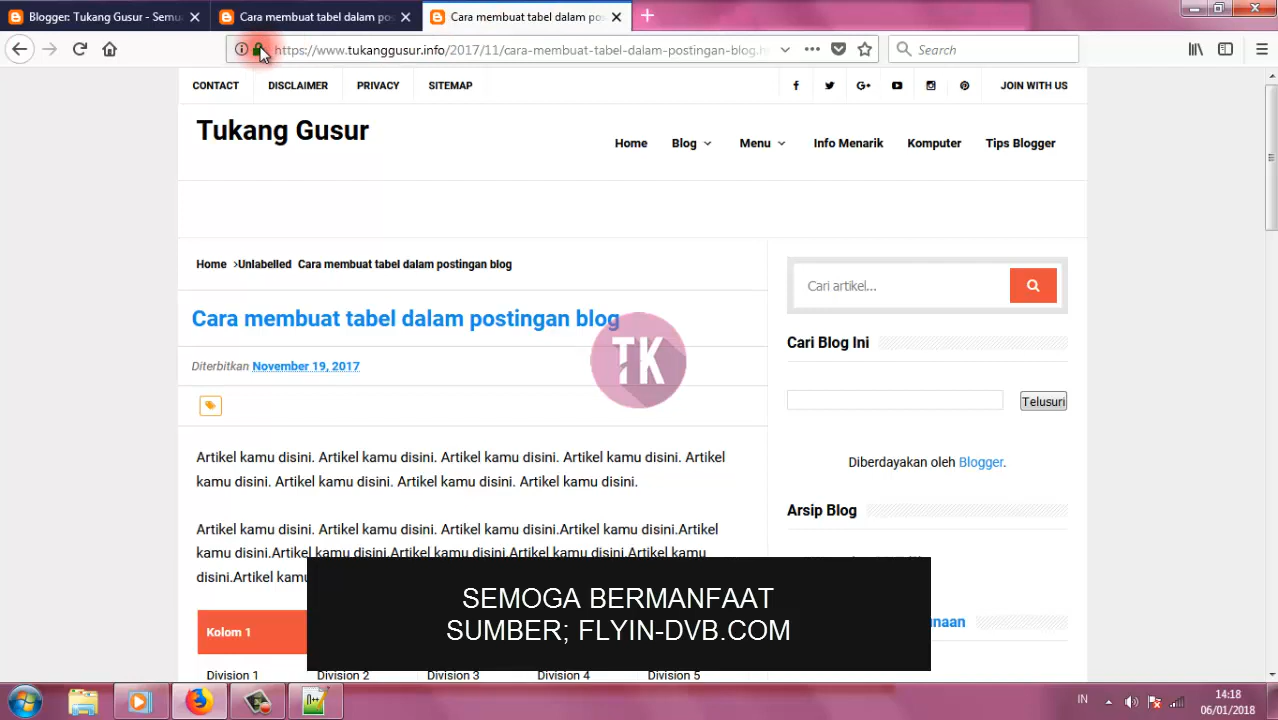 Blogger: Tukang Gusur - Semua
Cara membuat tabel dalam pos
Cara membuat tabel dalam pos
https://www.tukanggusur.info/2017/11/cara-membuat-tabel-dalam-postingan-blog.h
Search
CONTACT DISCLAIMER PRIVACY SITEMAP
JOIN WITH US
Tukang Gusur
Home Blog Menu Info Menarik Komputer Tips Blogger
Home ›Unlabelled Cara membuat tabel dalam postingan blog
Cara membuat tabel dalam postingan blog
Diterbitkan November 19, 2017
TK
Artikel kamu disini. Artikel kamu disini. Artikel kamu disini. Artikel kamu disini. Artikel
kamu disini. Artikel kamu disini. Artikel kamu disini. Artikel kamu disini.
Artikel kamu disini. Artikel kamu disini. Artikel kamu disini.Artikel kamu disini.Artikel
kamu disini.Artikel kamu disini.Artikel kamu disini.Artikel kamu disini.Artikel kamu
disini.Artikel kamu
Kolom 1
Division 1 Division 2 Division 3 Division 4 Division 5
Cari artikel...
Cari Blog Ini
Telusuri
Diberdayakan oleh Blogger.
Arsip Blog
SEMOGA BERMANFAAT
SUMBER; FLYIN-DVB.COM
IN
14:18
06/01/2018